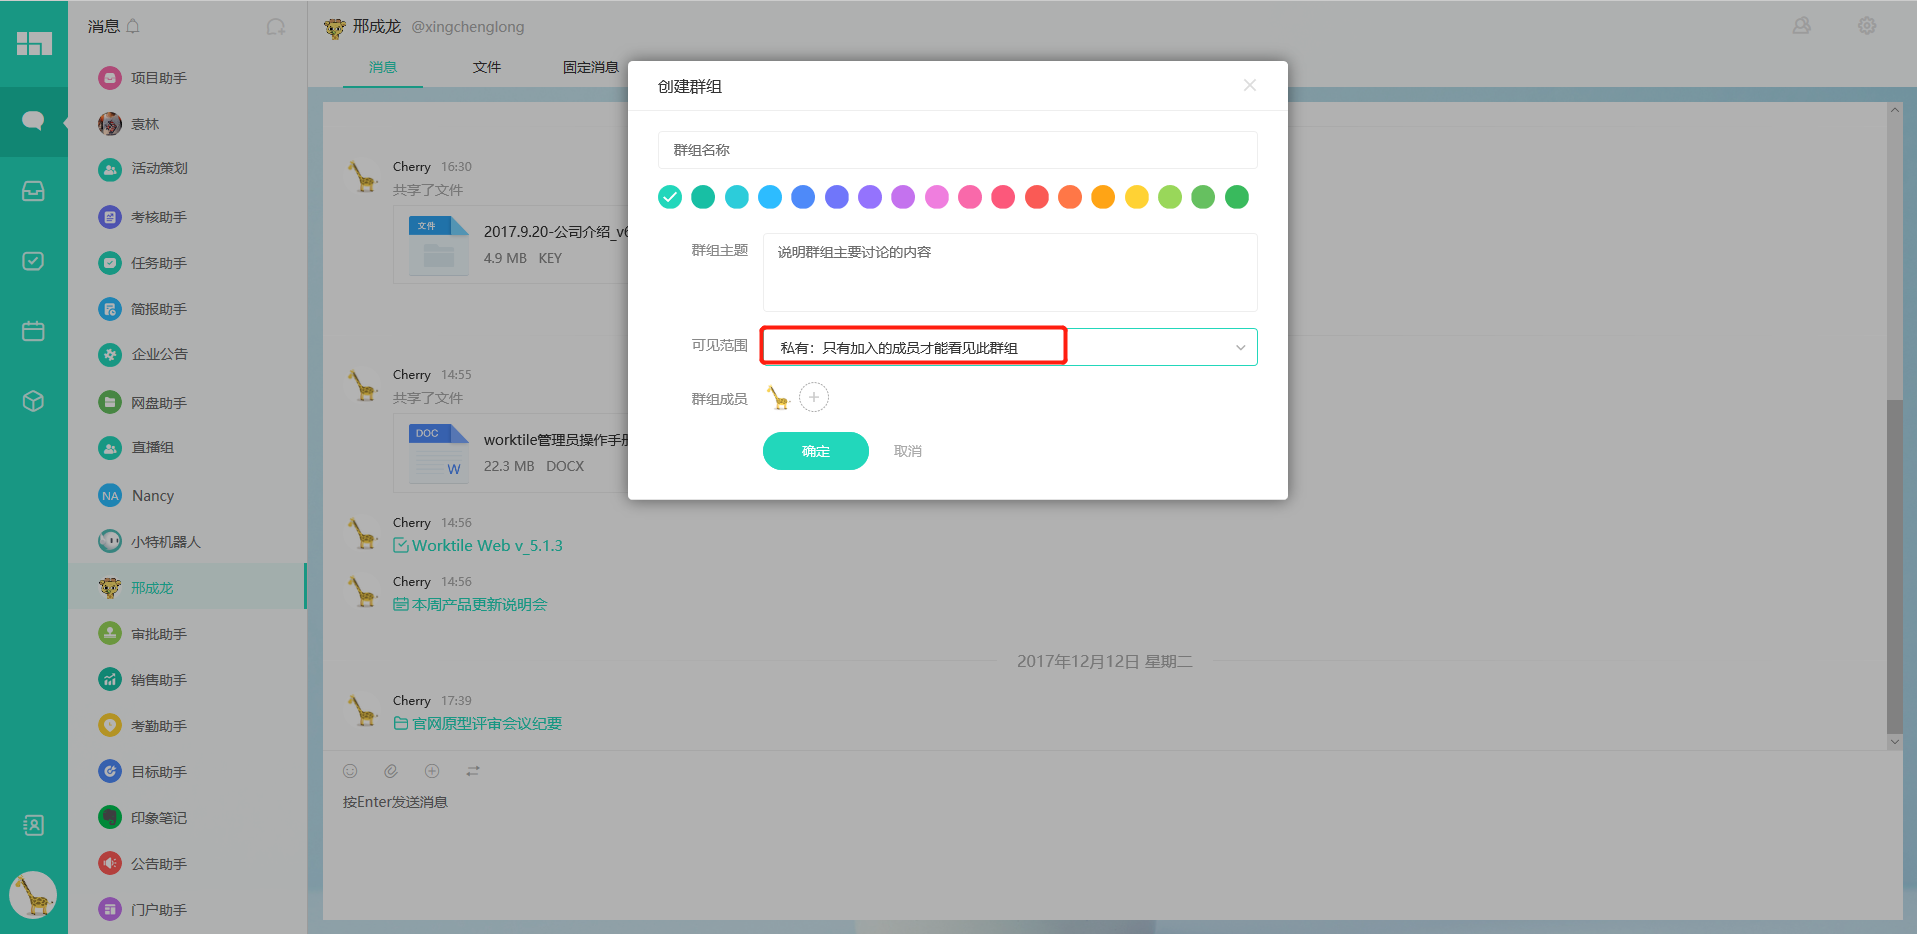 消息
项目助手
袁林
活动策划
考核助手
任务助手
简报助手
企业公告
网盘助手
直播组
NA Nancy
小特机器人
邢成龙
审批助手
销售助手
考勤助手
目标助手
印象笔记
公告助手
门户助手
邢成龙 @xingchenglong
消息 文件 固定消息
Cherry 16:30
共享了文件
文件
2017.9.20-公司介绍_v6
4.9 MB KEY
Cherry 14:55
共享了文件
DOC
W
worktile管理员操作手册
22.3 MB DOCX
Cherry 14:56
Worktile Web v_5.1.3
Cherry 14:56
本周产品更新说明会
2017年12月12日 星期二
Cherry 17:39
官网原型评审会议纪要
按Enter发送消息
创建群组
群组名称
群组主题 说明群组主要讨论的内容
可见范围 私有：只有加入的成员才能看见此群组
群组成员
确定 取消